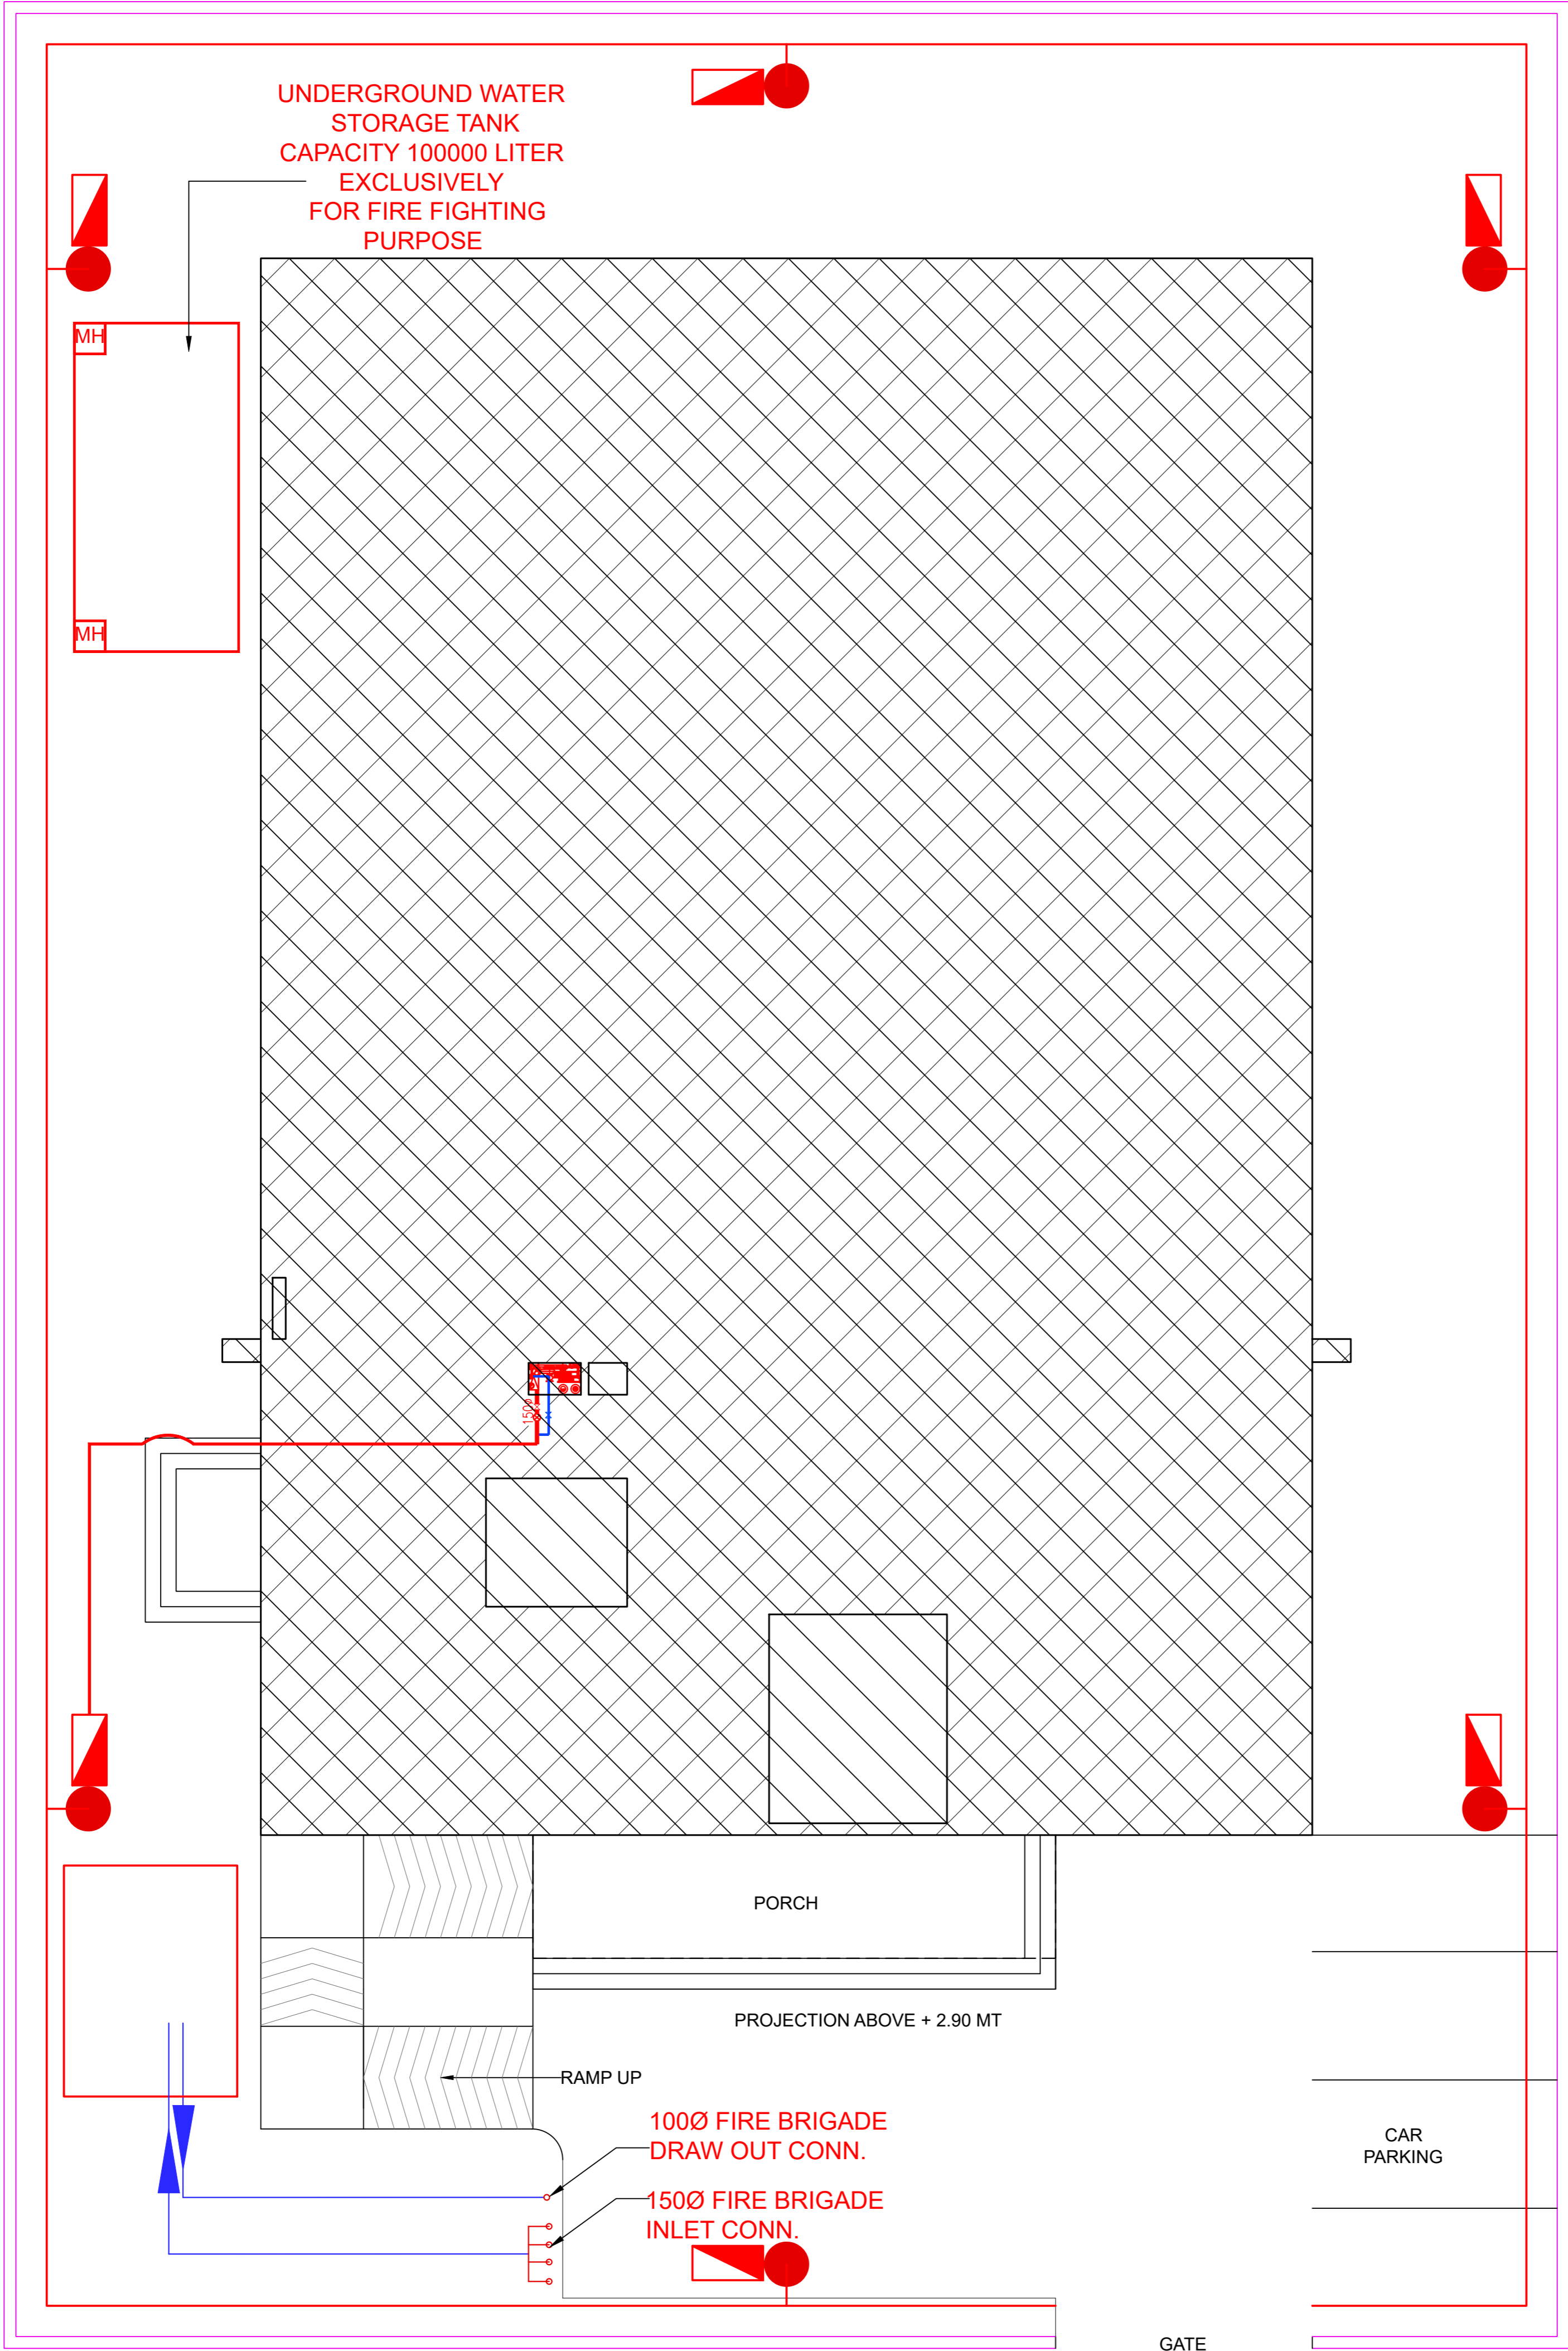 UNDERGROUND WATER
STORAGE TANK
CAPACITY 100000 LITER
EXCLUSIVELY
FOR FIRE FIGHTING
PURPOSE
MH
MH
150Ø
PORCH
PROJECTION ABOVE + 2.90 MT
RAMP UP
100Ø FIRE BRIGADE
DRAW OUT CONN.
150Ø FIRE BRIGADE
INLET CONN.
CAR
PARKING
GATE